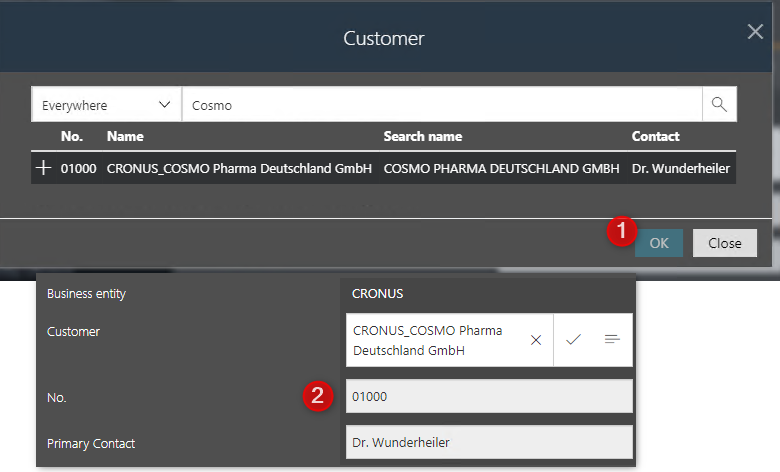 Customer
Everywhere Cosmo
No. Name Search name Contact
01000 CRONUS_COSMO Pharma Deutschland GmbH COSMO PHARMA DEUTSCHLAND GMBH Dr. Wunderheiler
1 OK Close
Business entity CRONUS
Customer CRONUS_COSMO Pharma
Deutschland GmbH
No. 2 01000
Primary Contact Dr. Wunderheiler